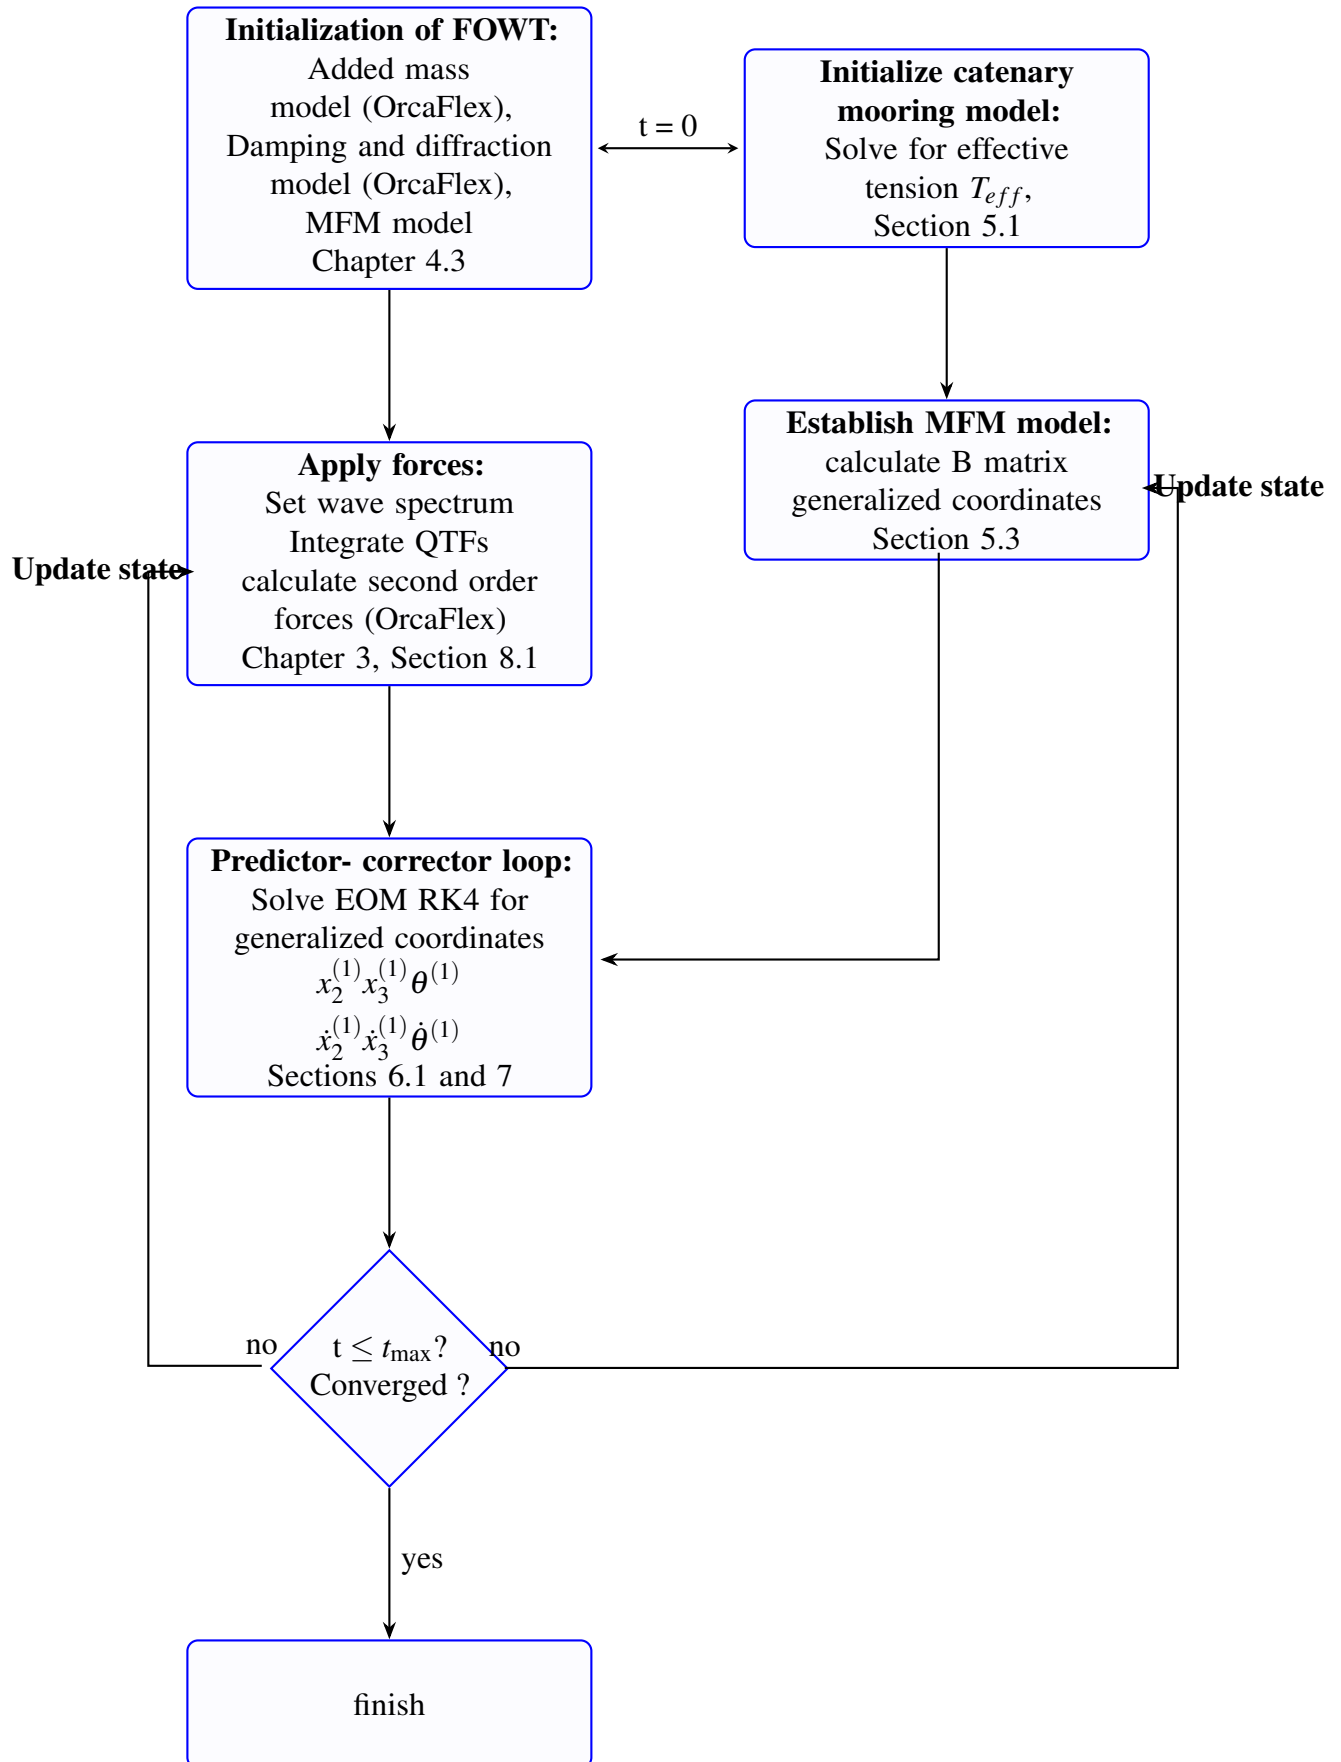 Initialization of FOWT:
Added mass
model (OrcaFlex),
Damping and diffraction
model (OrcaFlex),
MFM model
Chapter 4.3
t = 0
Initialize catenary
mooring model:
Solve for effective
tension T_{eff},
Section 5.1
Establish MFM model:
calculate B matrix
generalized coordinates
Section 5.3
Update state
Apply forces:
Set wave spectrum
Integrate QTFs
calculate second order
forces (OrcaFlex)
Chapter 3, Section 8.1
Update state
Predictor- corrector loop:
Solve EOM RK4 for
generalized coordinates
x_2^{(1)} x_3^{(1)} θ^{(1)}
ẋ_2^{(1)} ẋ_3^{(1)} θ̇^{(1)}
Sections 6.1 and 7
no
t ≤ t_{max}?
Converged ?
no
yes
finish